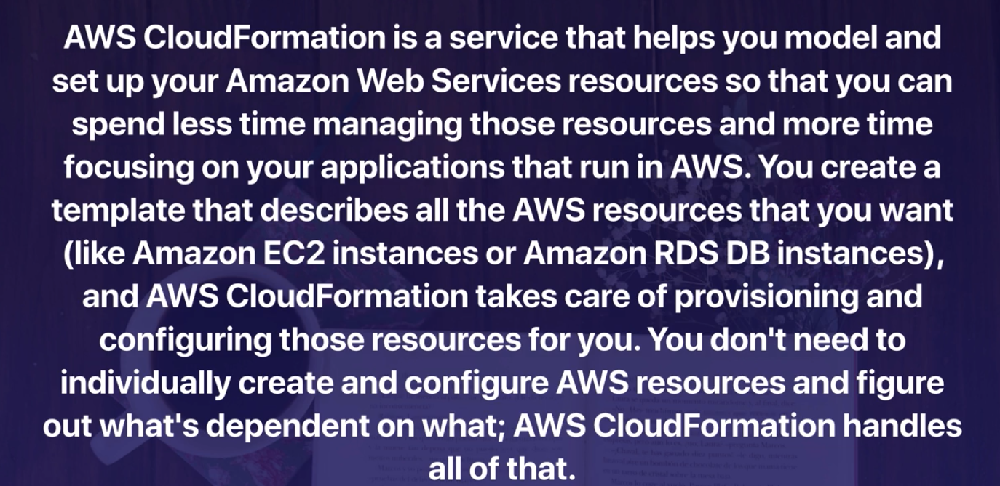 AWS CloudFormation is a service that helps you model and
set up your Amazon Web Services resources so that you can
spend less time managing those resources and more time
focusing on your applications that run in AWS. You create a
template that describes all the AWS resources that you want
(like Amazon EC2 instances or Amazon RDS DB instances),
and AWS CloudFormation takes care of provisioning and
configuring those resources for you. You don't need to
individually create and configure AWS resources and figure
out what's dependent on what; AWS CloudFormation handles
all of that.